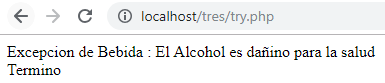 localhost/tres/try.php
Excepcion de Bebida : El Alcohol es dañino para la salud
Termino